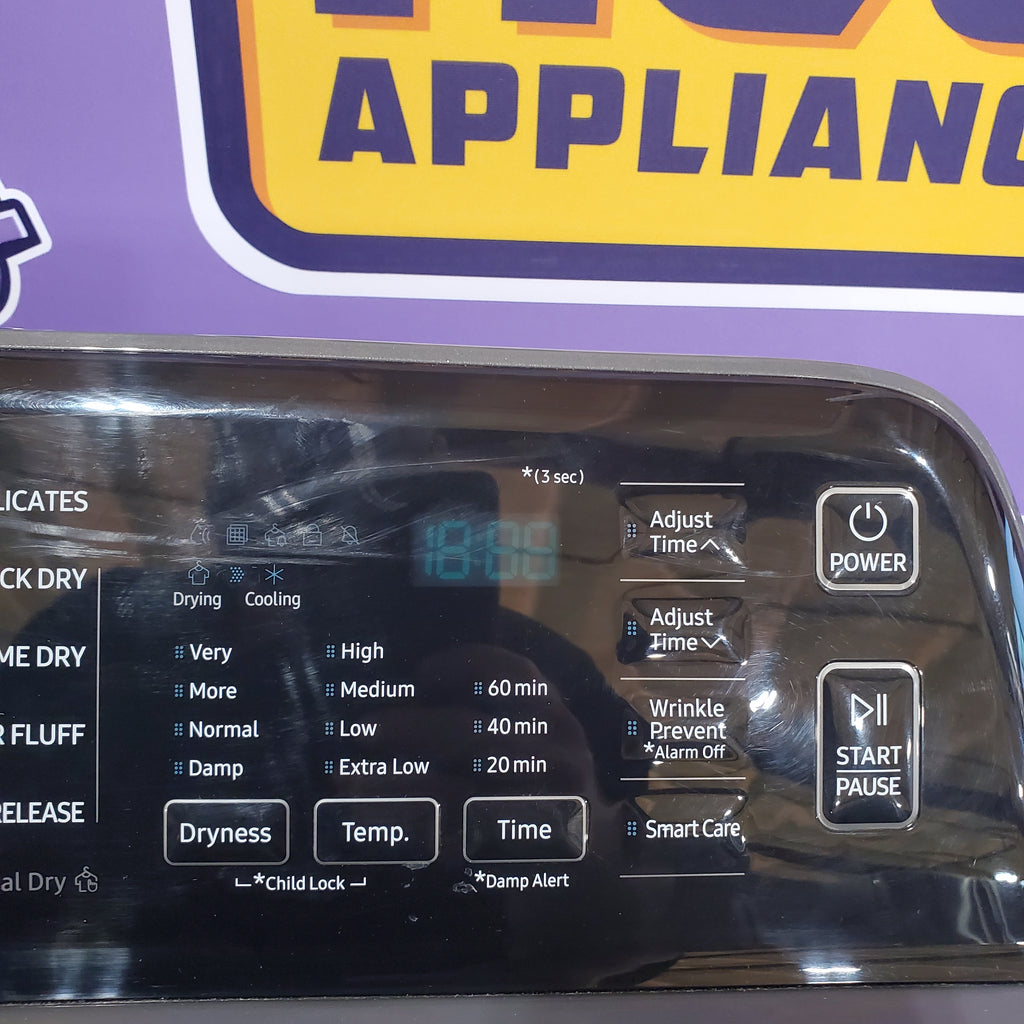 APPLIANC
*(3 sec)
LICATES
CK DRY
ME DRY
R FLUFF
RELEASE
al Dry
Drying
Cooling
Very
More
Normal
Damp
Dryness
High
Medium
Low
Extra Low
Temp.
*Child Lock
60 min
40 min
20 min
Time
*Damp Alert
Adjust
Time
Adjust
Time
Wrinkle
Prevent
*Alarm Off
Smart Care
POWER
START
PAUSE